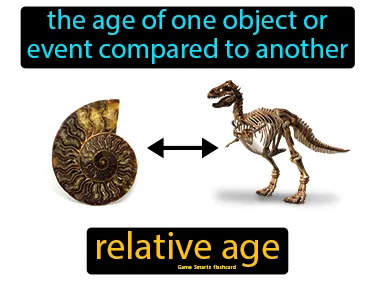 the age of one object or
event compared to another
relative age
Game Smartz flashcard